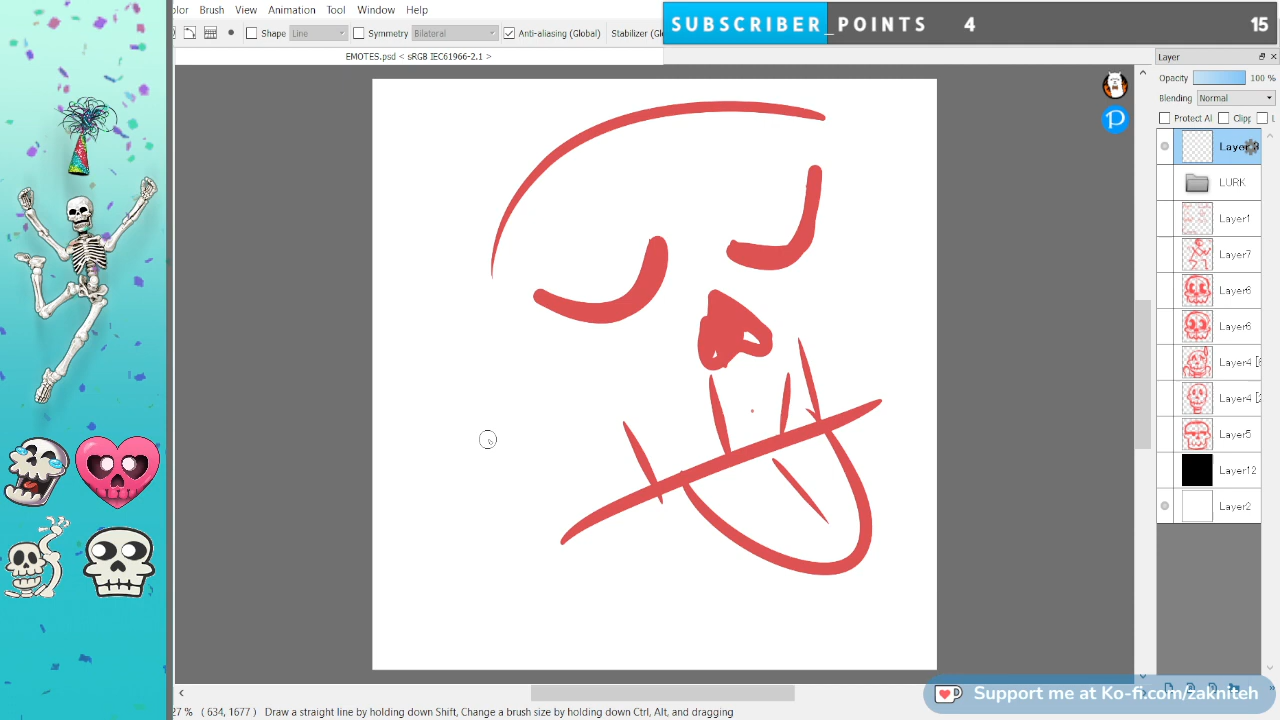 Brush View Animation Tool Window Help
SUBSCRIBER_POINTS 4 15
Shape Line Symmetry Bilateral Anti-aliasing (Global) Stabilizer
EMOTES.psd < sRGB IEC61966-2.1 >
Layer
Opacity 100 %
Blending Normal
Protect Al Clipp
LURK
Layer1
Layer7
Layer6
Layer6
Layer4
Layer4
Layer5
Layer12
Layer2
Support me at Ko-fi.com/zakniteh
27 % ( 634, 1677 ) Draw a straight line by holding down Shift, Change a brush size by holding down Ctrl, Alt, and dragging